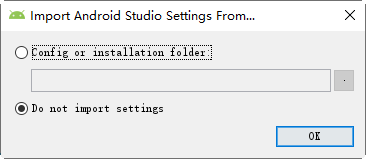 Import Android Studio Settings From...
Config or installation folder:
.
Do not import settings
OK